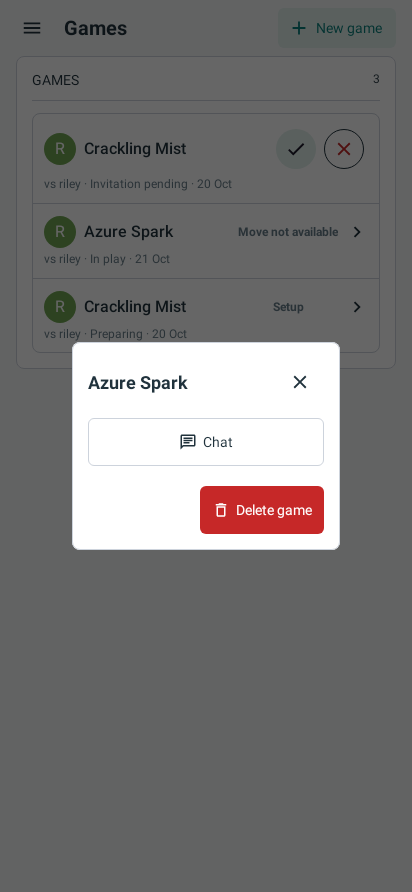 Games
New game
GAMES
3
R
Crackling Mist
vs riley · Invitation pending · 20 Oct
R
Azure Spark
Move not available
vs riley · In play · 21 Oct
R
Crackling Mist
Setup
vs riley · Preparing · 20 Oct
Azure Spark
Chat
Delete game